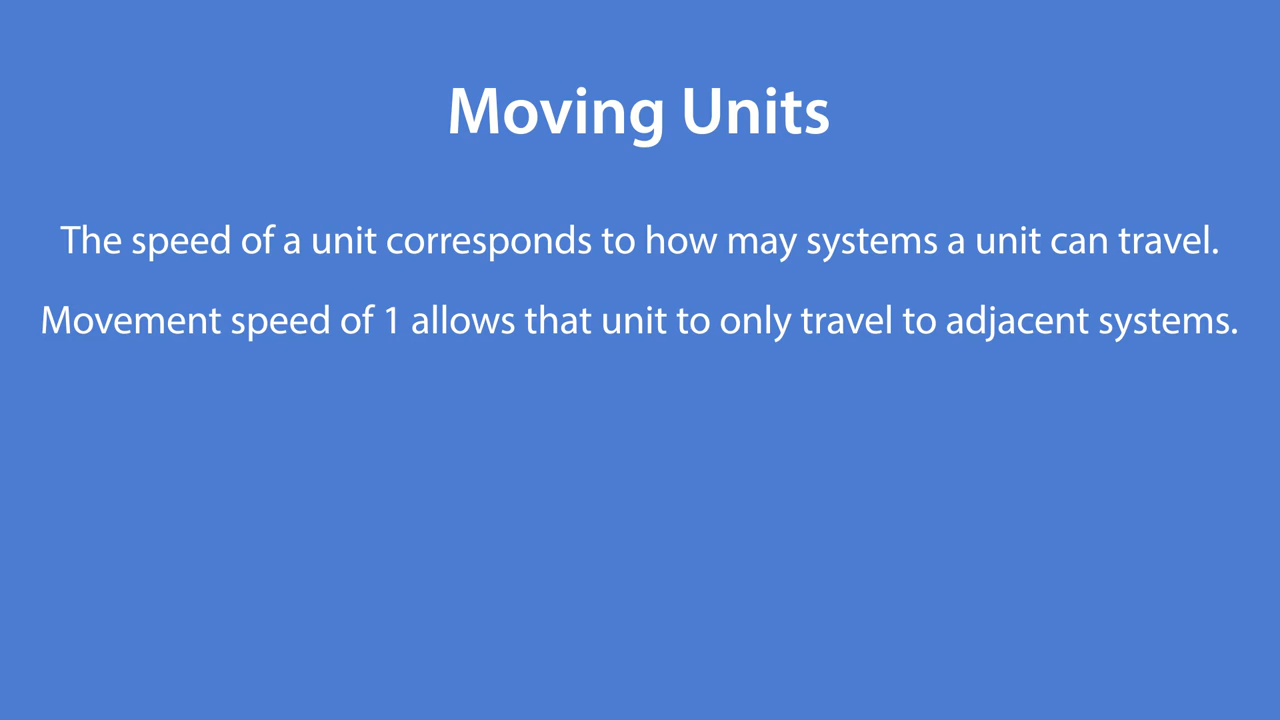 Moving Units
The speed of a unit corresponds to how may systems a unit can travel.
Movement speed of 1 allows that unit to only travel to adjacent systems.